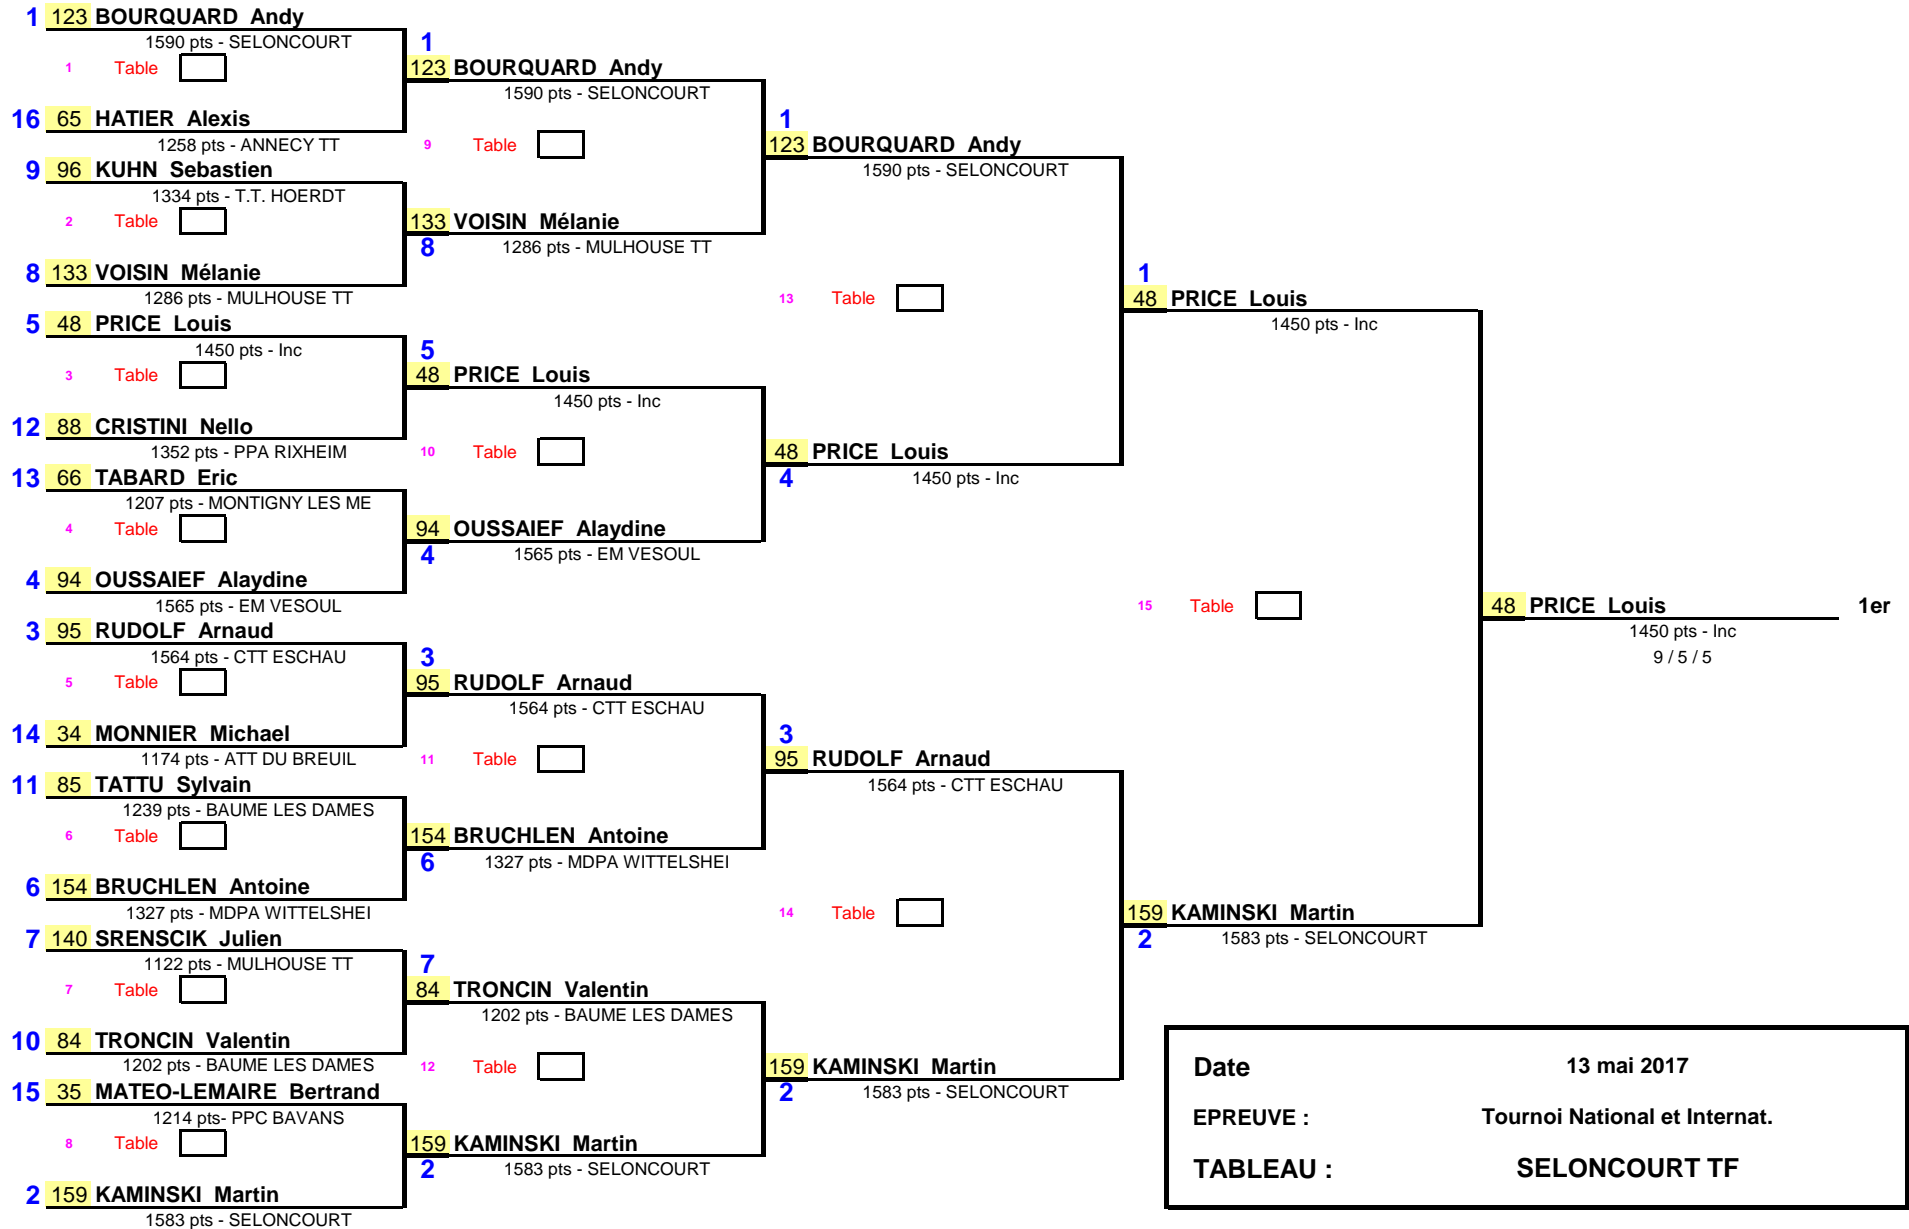 1 123 BOURQUARD Andy
1590 pts - SELONCOURT
1 Table
16 65 HATIER Alexis
1258 pts - ANNECY TT
9 96 KUHN Sebastien
1334 pts - T.T. HOERDT
2 Table
8 133 VOISIN Mélanie
1286 pts - MULHOUSE TT
5 48 PRICE Louis
1450 pts - Inc
3 Table
12 88 CRISTINI Nello
1352 pts - PPA RIXHEIM
13 66 TABARD Eric
1207 pts - MONTIGNY LES ME
4 Table
4 94 OUSSAIEF Alaydine
1565 pts - EM VESOUL
3 95 RUDOLF Arnaud
1564 pts - CTT ESCHAU
5 Table
14 34 MONNIER Michael
1174 pts - ATT DU BREUIL
11 85 TATTU Sylvain
1239 pts - BAUME LES DAMES
6 Table
6 154 BRUCHLEN Antoine
1327 pts - MDPA WITTELSHEI
7 140 SRENSCIK Julien
1122 pts - MULHOUSE TT
7 Table
10 84 TRONCIN Valentin
1202 pts - BAUME LES DAMES
15 35 MATEO-LEMAIRE Bertrand
1214 pts- PPC BAVANS
8 Table
2 159 KAMINSKI Martin
1583 pts - SELONCOURT
1
123 BOURQUARD Andy
1590 pts - SELONCOURT
9 Table
133 VOISIN Mélanie
8 1286 pts - MULHOUSE TT
5
48 PRICE Louis
1450 pts - Inc
10 Table
94 OUSSAIEF Alaydine
4 1565 pts - EM VESOUL
3
95 RUDOLF Arnaud
1564 pts - CTT ESCHAU
11 Table
154 BRUCHLEN Antoine
6 1327 pts - MDPA WITTELSHEI
7
84 TRONCIN Valentin
1202 pts - BAUME LES DAMES
12 Table
159 KAMINSKI Martin
2 1583 pts - SELONCOURT
1
123 BOURQUARD Andy
1590 pts - SELONCOURT
13 Table
48 PRICE Louis
4 1450 pts - Inc
3
95 RUDOLF Arnaud
1564 pts - CTT ESCHAU
14 Table
159 KAMINSKI Martin
2 1583 pts - SELONCOURT
1
48 PRICE Louis
1450 pts - Inc
15 Table
159 KAMINSKI Martin
2 1583 pts - SELONCOURT
48 PRICE Louis 1er
1450 pts - Inc
9 / 5 / 5
Date 13 mai 2017
EPREUVE : Tournoi National et Internat.
TABLEAU : SELONCOURT TF